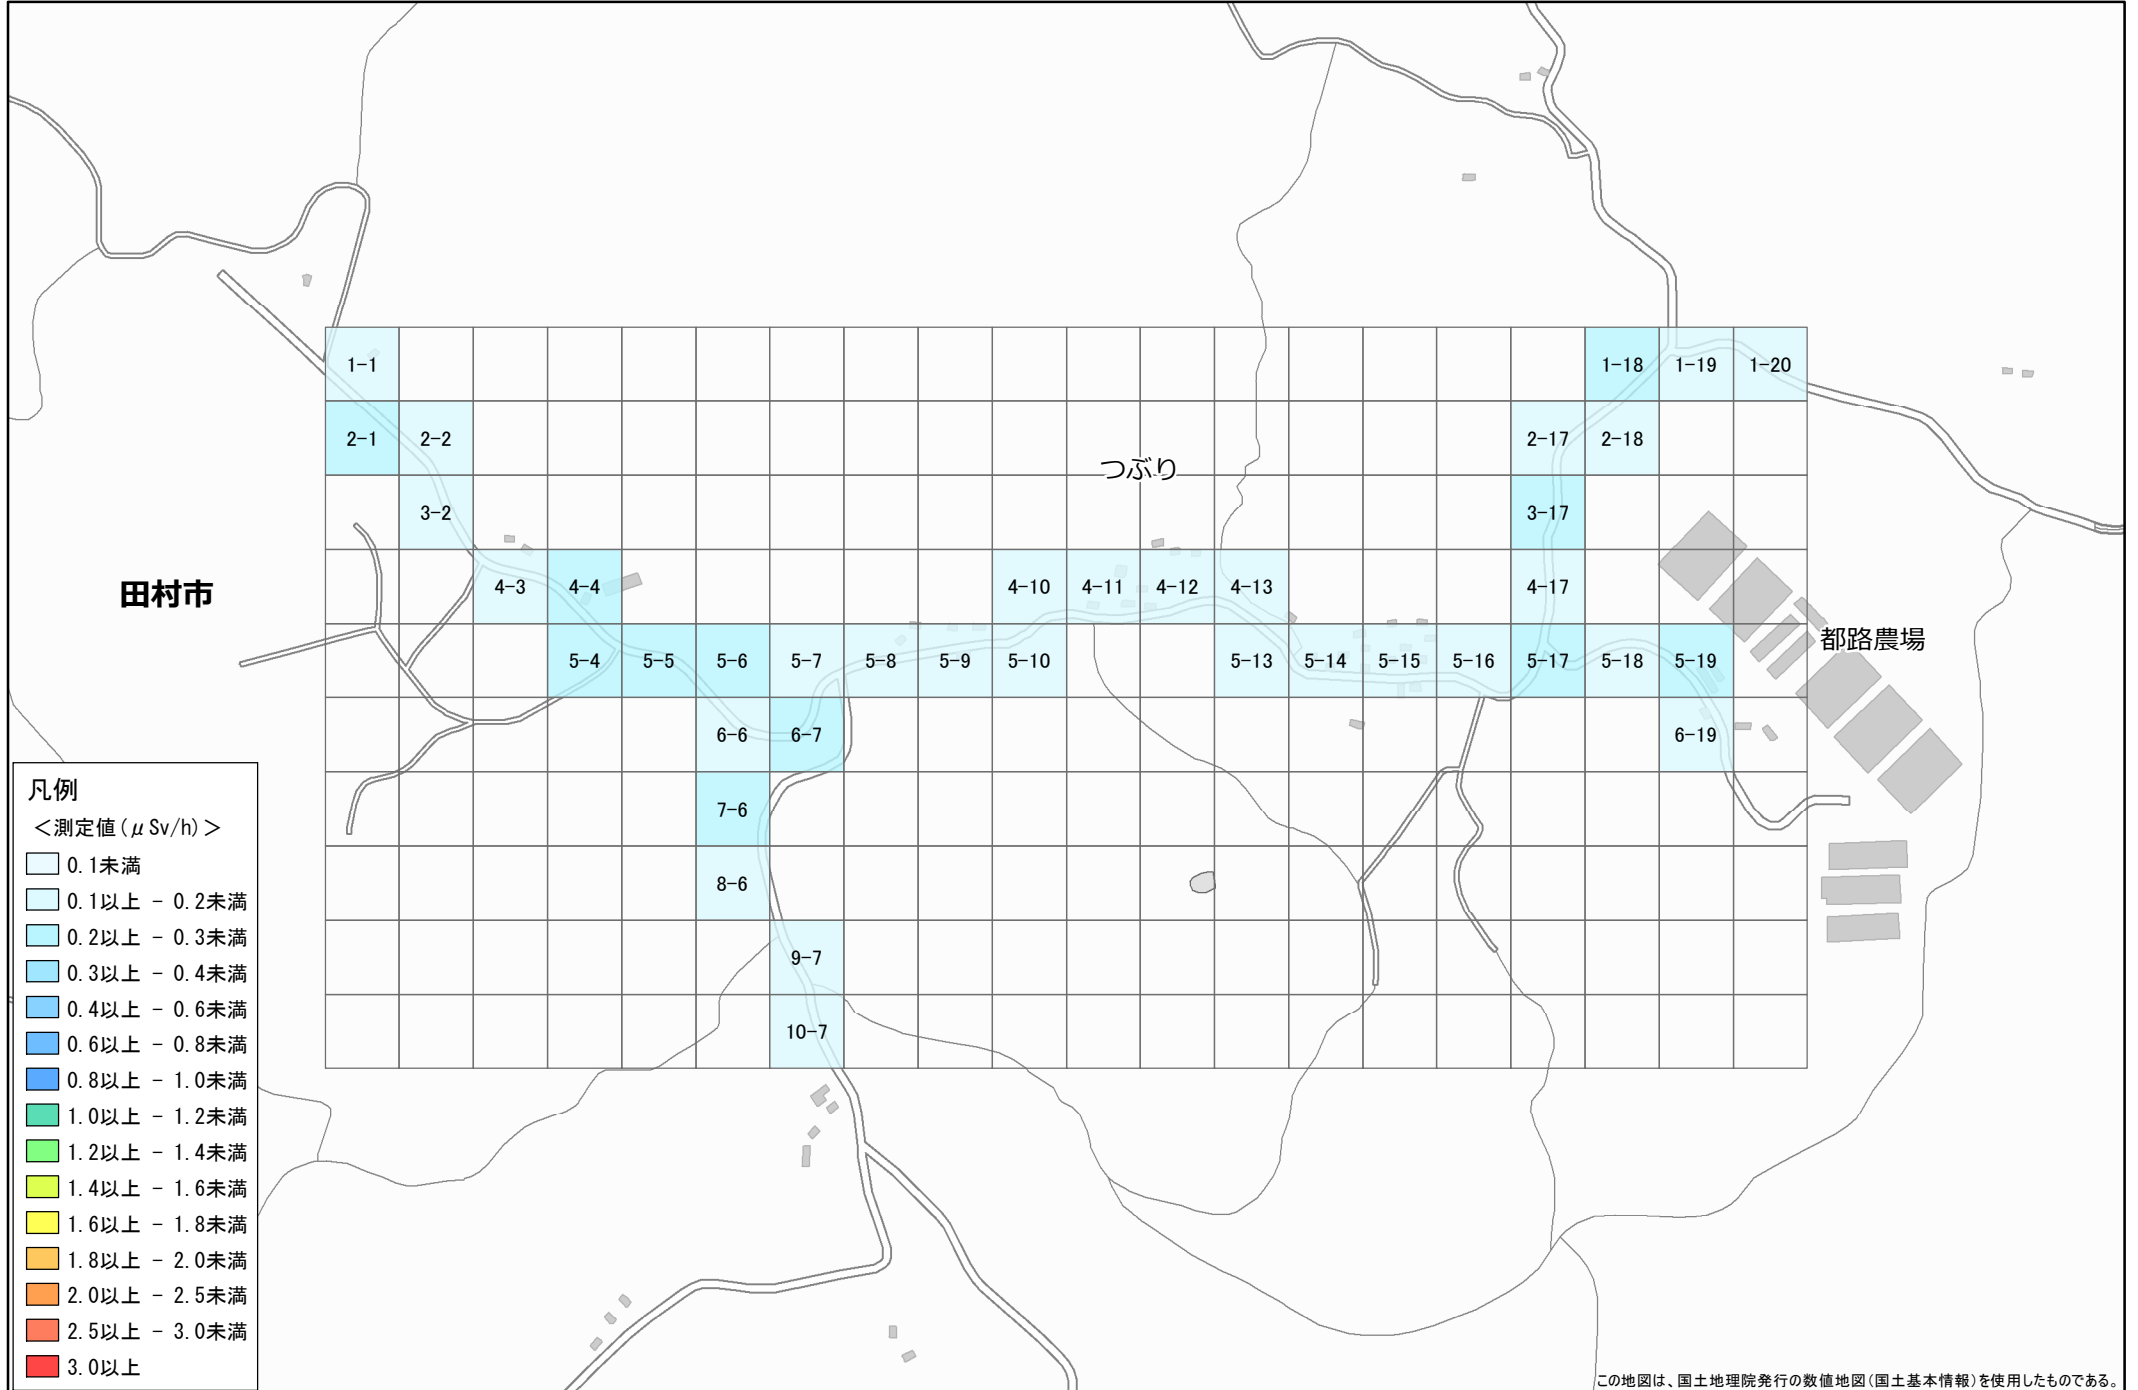 1-1
1-18
1-19
1-20
2-1
2-2
2-17
2-18
つぶり
3-2
3-17
田村市
4-3
4-4
4-10
4-11
4-12
4-13
4-17
都路農場
5-4
5-5
5-6
5-7
5-8
5-9
5-10
5-13
5-14
5-15
5-16
5-17
5-18
5-19
6-6
6-7
6-19
7-6
8-6
9-7
10-7
凡例
＜測定値(μSv/h)＞
0.1未満
0.1以上 - 0.2未満
0.2以上 - 0.3未満
0.3以上 - 0.4未満
0.4以上 - 0.6未満
0.6以上 - 0.8未満
0.8以上 - 1.0未満
1.0以上 - 1.2未満
1.2以上 - 1.4未満
1.4以上 - 1.6未満
1.6以上 - 1.8未満
1.8以上 - 2.0未満
2.0以上 - 2.5未満
2.5以上 - 3.0未満
3.0以上
この地図は、国土地理院発行の数値地図(国土基本情報)を使用したものである。